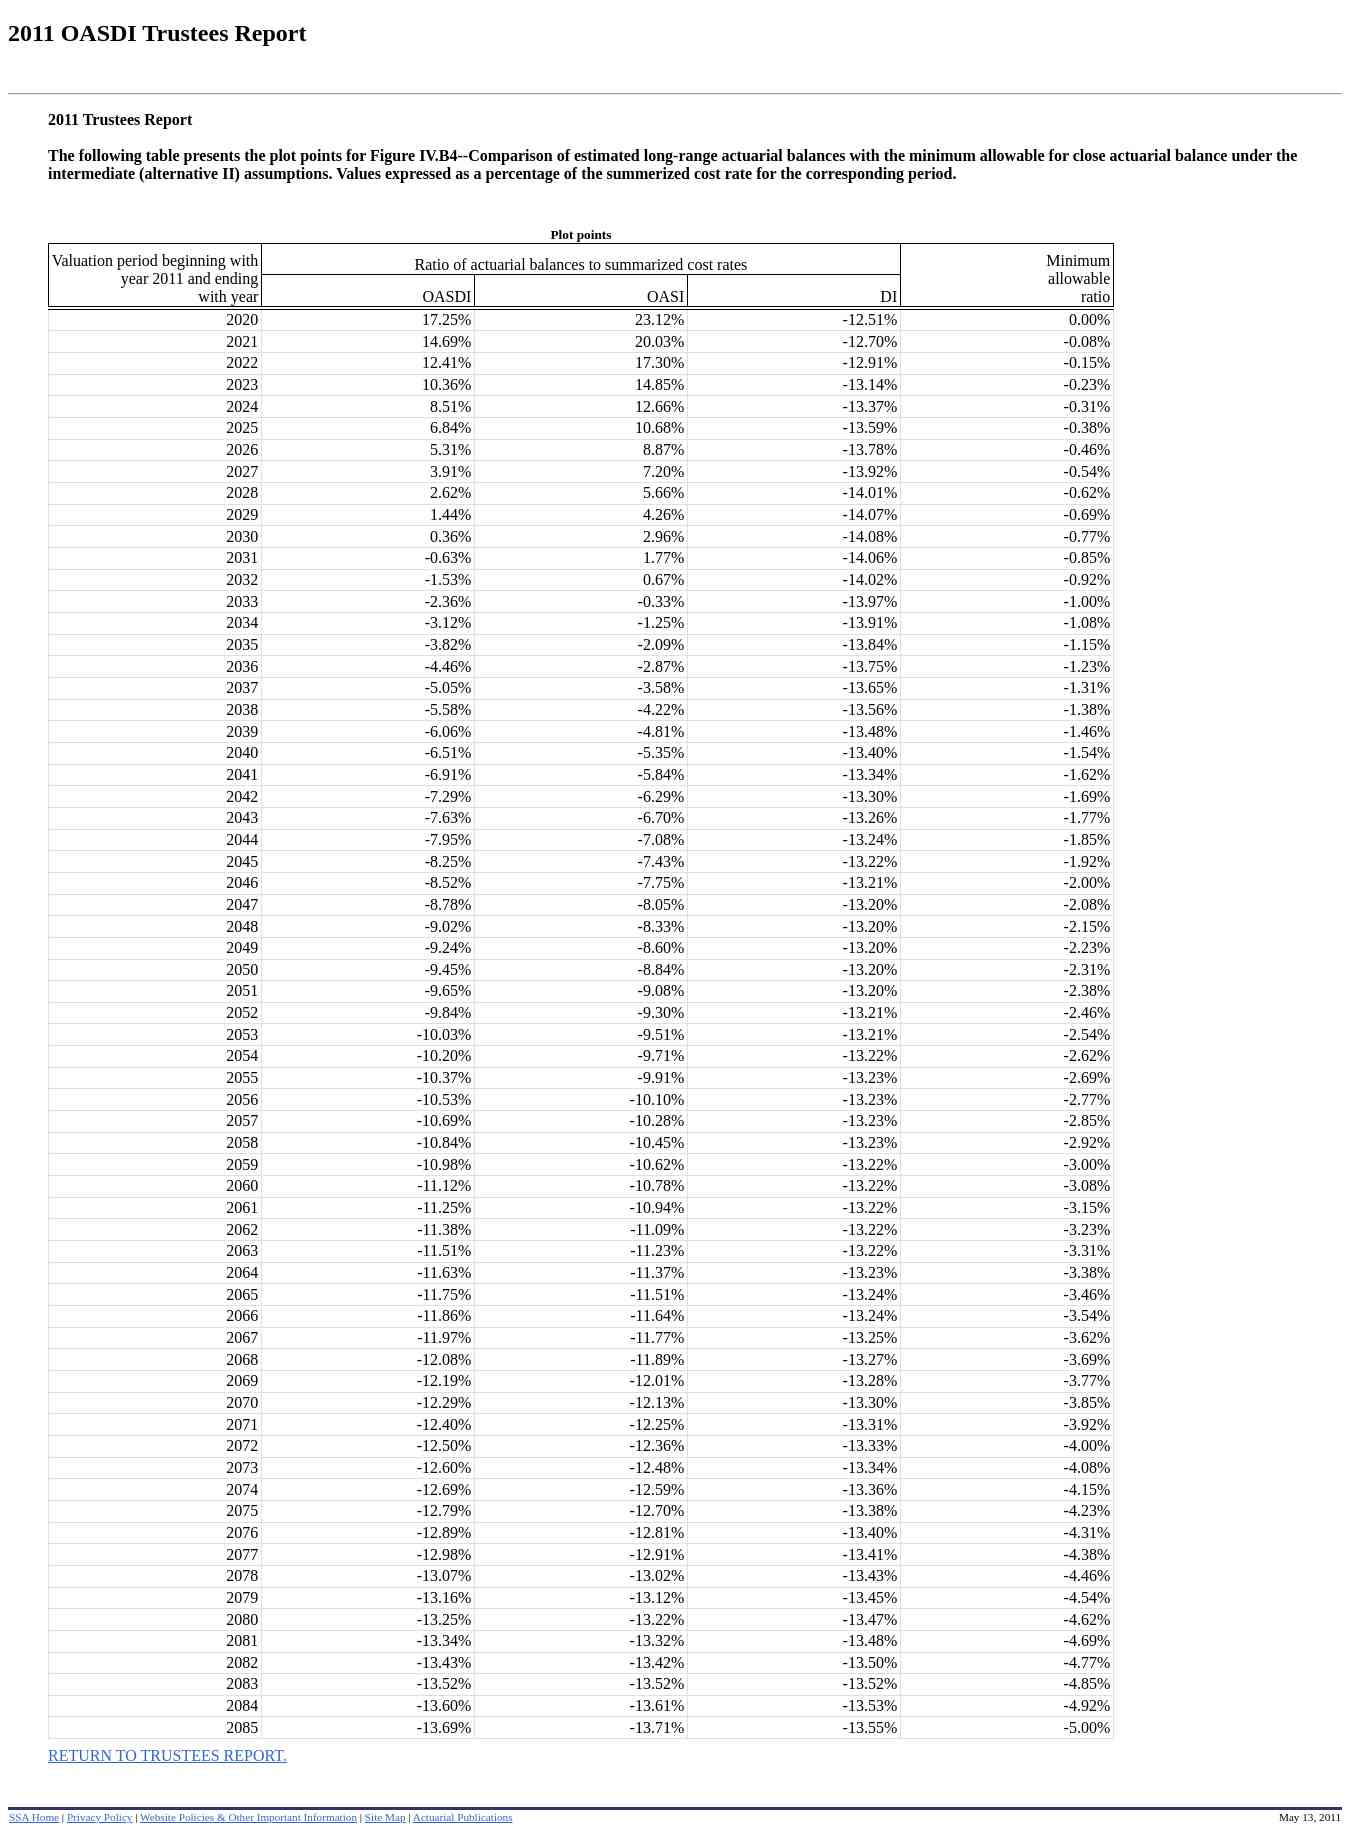 2011 OASDI Trustees Report
2011 Trustees Report
The following table presents the plot points for Figure IV.B4--Comparison of estimated long-range actuarial balances with the minimum allowable for close actuarial balance under the
intermediate (alternative II) assumptions. Values expressed as a percentage of the summerized cost rate for the corresponding period.
Plot points
Valuation period beginning with
year 2011 and ending
with year
Ratio of actuarial balances to summarized cost rates
Minimum
allowable
ratio
OASDI OASI DI
2020 17.25% 23.12% -12.51% 0.00%
2021 14.69% 20.03% -12.70% -0.08%
2022 12.41% 17.30% -12.91% -0.15%
2023 10.36% 14.85% -13.14% -0.23%
2024 8.51% 12.66% -13.37% -0.31%
2025 6.84% 10.68% -13.59% -0.38%
2026 5.31% 8.87% -13.78% -0.46%
2027 3.91% 7.20% -13.92% -0.54%
2028 2.62% 5.66% -14.01% -0.62%
2029 1.44% 4.26% -14.07% -0.69%
2030 0.36% 2.96% -14.08% -0.77%
2031 -0.63% 1.77% -14.06% -0.85%
2032 -1.53% 0.67% -14.02% -0.92%
2033 -2.36% -0.33% -13.97% -1.00%
2034 -3.12% -1.25% -13.91% -1.08%
2035 -3.82% -2.09% -13.84% -1.15%
2036 -4.46% -2.87% -13.75% -1.23%
2037 -5.05% -3.58% -13.65% -1.31%
2038 -5.58% -4.22% -13.56% -1.38%
2039 -6.06% -4.81% -13.48% -1.46%
2040 -6.51% -5.35% -13.40% -1.54%
2041 -6.91% -5.84% -13.34% -1.62%
2042 -7.29% -6.29% -13.30% -1.69%
2043 -7.63% -6.70% -13.26% -1.77%
2044 -7.95% -7.08% -13.24% -1.85%
2045 -8.25% -7.43% -13.22% -1.92%
2046 -8.52% -7.75% -13.21% -2.00%
2047 -8.78% -8.05% -13.20% -2.08%
2048 -9.02% -8.33% -13.20% -2.15%
2049 -9.24% -8.60% -13.20% -2.23%
2050 -9.45% -8.84% -13.20% -2.31%
2051 -9.65% -9.08% -13.20% -2.38%
2052 -9.84% -9.30% -13.21% -2.46%
2053 -10.03% -9.51% -13.21% -2.54%
2054 -10.20% -9.71% -13.22% -2.62%
2055 -10.37% -9.91% -13.23% -2.69%
2056 -10.53% -10.10% -13.23% -2.77%
2057 -10.69% -10.28% -13.23% -2.85%
2058 -10.84% -10.45% -13.23% -2.92%
2059 -10.98% -10.62% -13.22% -3.00%
2060 -11.12% -10.78% -13.22% -3.08%
2061 -11.25% -10.94% -13.22% -3.15%
2062 -11.38% -11.09% -13.22% -3.23%
2063 -11.51% -11.23% -13.22% -3.31%
2064 -11.63% -11.37% -13.23% -3.38%
2065 -11.75% -11.51% -13.24% -3.46%
2066 -11.86% -11.64% -13.24% -3.54%
2067 -11.97% -11.77% -13.25% -3.62%
2068 -12.08% -11.89% -13.27% -3.69%
2069 -12.19% -12.01% -13.28% -3.77%
2070 -12.29% -12.13% -13.30% -3.85%
2071 -12.40% -12.25% -13.31% -3.92%
2072 -12.50% -12.36% -13.33% -4.00%
2073 -12.60% -12.48% -13.34% -4.08%
2074 -12.69% -12.59% -13.36% -4.15%
2075 -12.79% -12.70% -13.38% -4.23%
2076 -12.89% -12.81% -13.40% -4.31%
2077 -12.98% -12.91% -13.41% -4.38%
2078 -13.07% -13.02% -13.43% -4.46%
2079 -13.16% -13.12% -13.45% -4.54%
2080 -13.25% -13.22% -13.47% -4.62%
2081 -13.34% -13.32% -13.48% -4.69%
2082 -13.43% -13.42% -13.50% -4.77%
2083 -13.52% -13.52% -13.52% -4.85%
2084 -13.60% -13.61% -13.53% -4.92%
2085 -13.69% -13.71% -13.55% -5.00%
RETURN TO TRUSTEES REPORT.
SSA Home | Privacy Policy | Website Policies & Other Important Information | Site Map | Actuarial Publications May 13, 2011